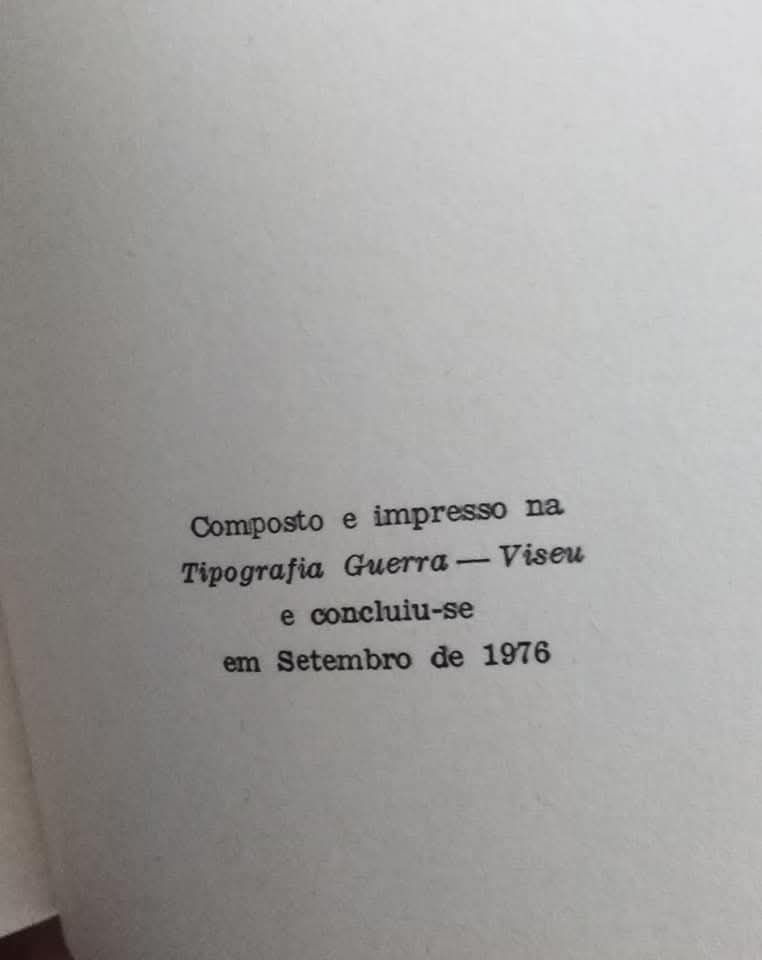 Composto e impresso na
Tipografia Guerra — Viseu
e concluiu-se
em Setembro de 1976